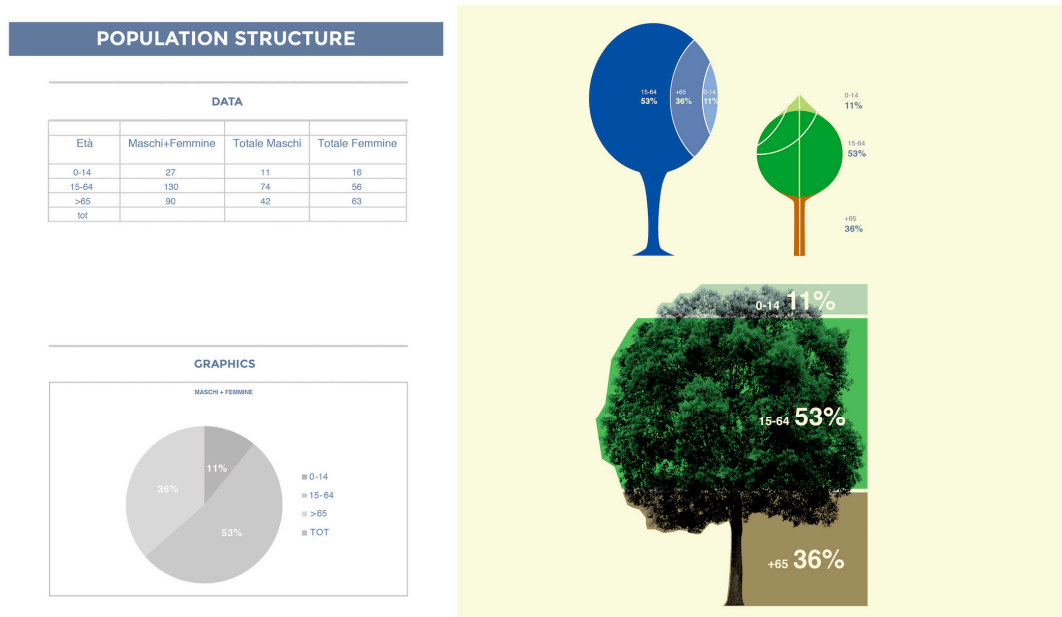 POPULATION STRUCTURE
DATA
Età Maschi+Femmine Totale Maschi Totale Femmine
0-14 27 11 16
15-64 130 74 56
>65 90 42 63
tot
GRAPHICS
MASCHI + FEMMINE
11%
36%
53%
0-14
15-64
>65
TOT
15-64
53%
+65
36%
0-14
11%
0-14
11%
15-64
53%
+65
36%
0-14 11%
15-64 53%
+65 36%